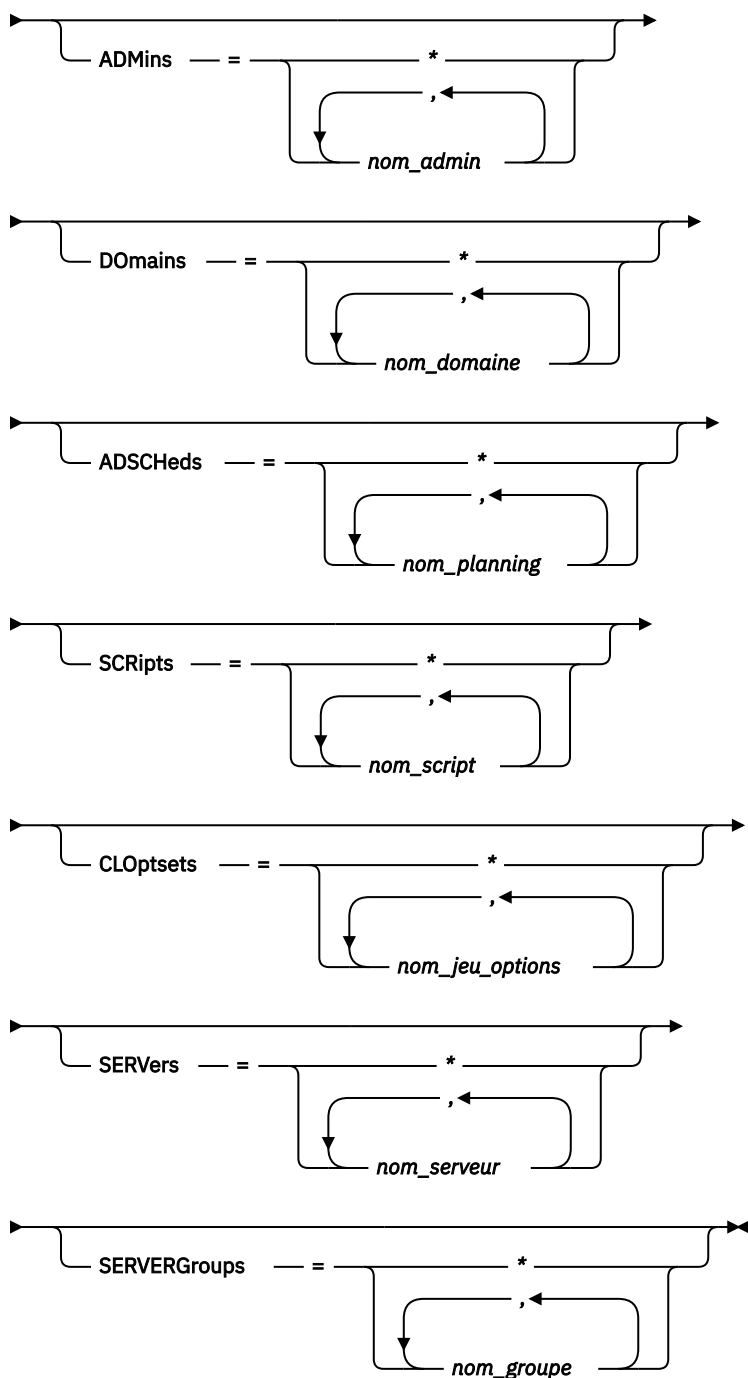 ADMins = *
,
nom_admin
DOmains = *
,
nom_domaine
ADSCHeds = *
,
nom_planning
SCRipts = *
,
nom_script
CLOptsets = *
,
nom_jeu_options
SERVers = *
,
nom_serveur
SERVERGroups = *
,
nom_groupe